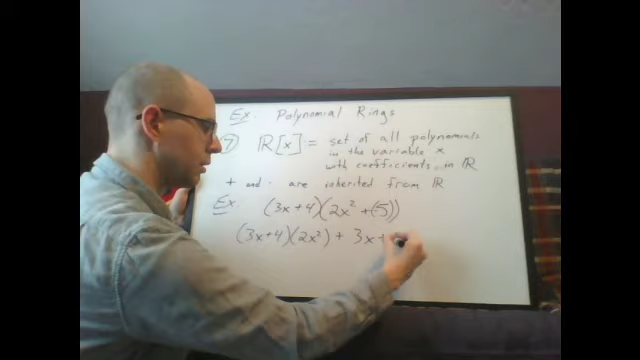 Ex. Polynomial Rings
7 ℝ[x] := set of all polynomials
in the variable x
with coefficients in ℝ
+ and · are inherited from ℝ
Ex. (3x+4)(2x² +(-5))
(3x+4)(2x²) + 3x+